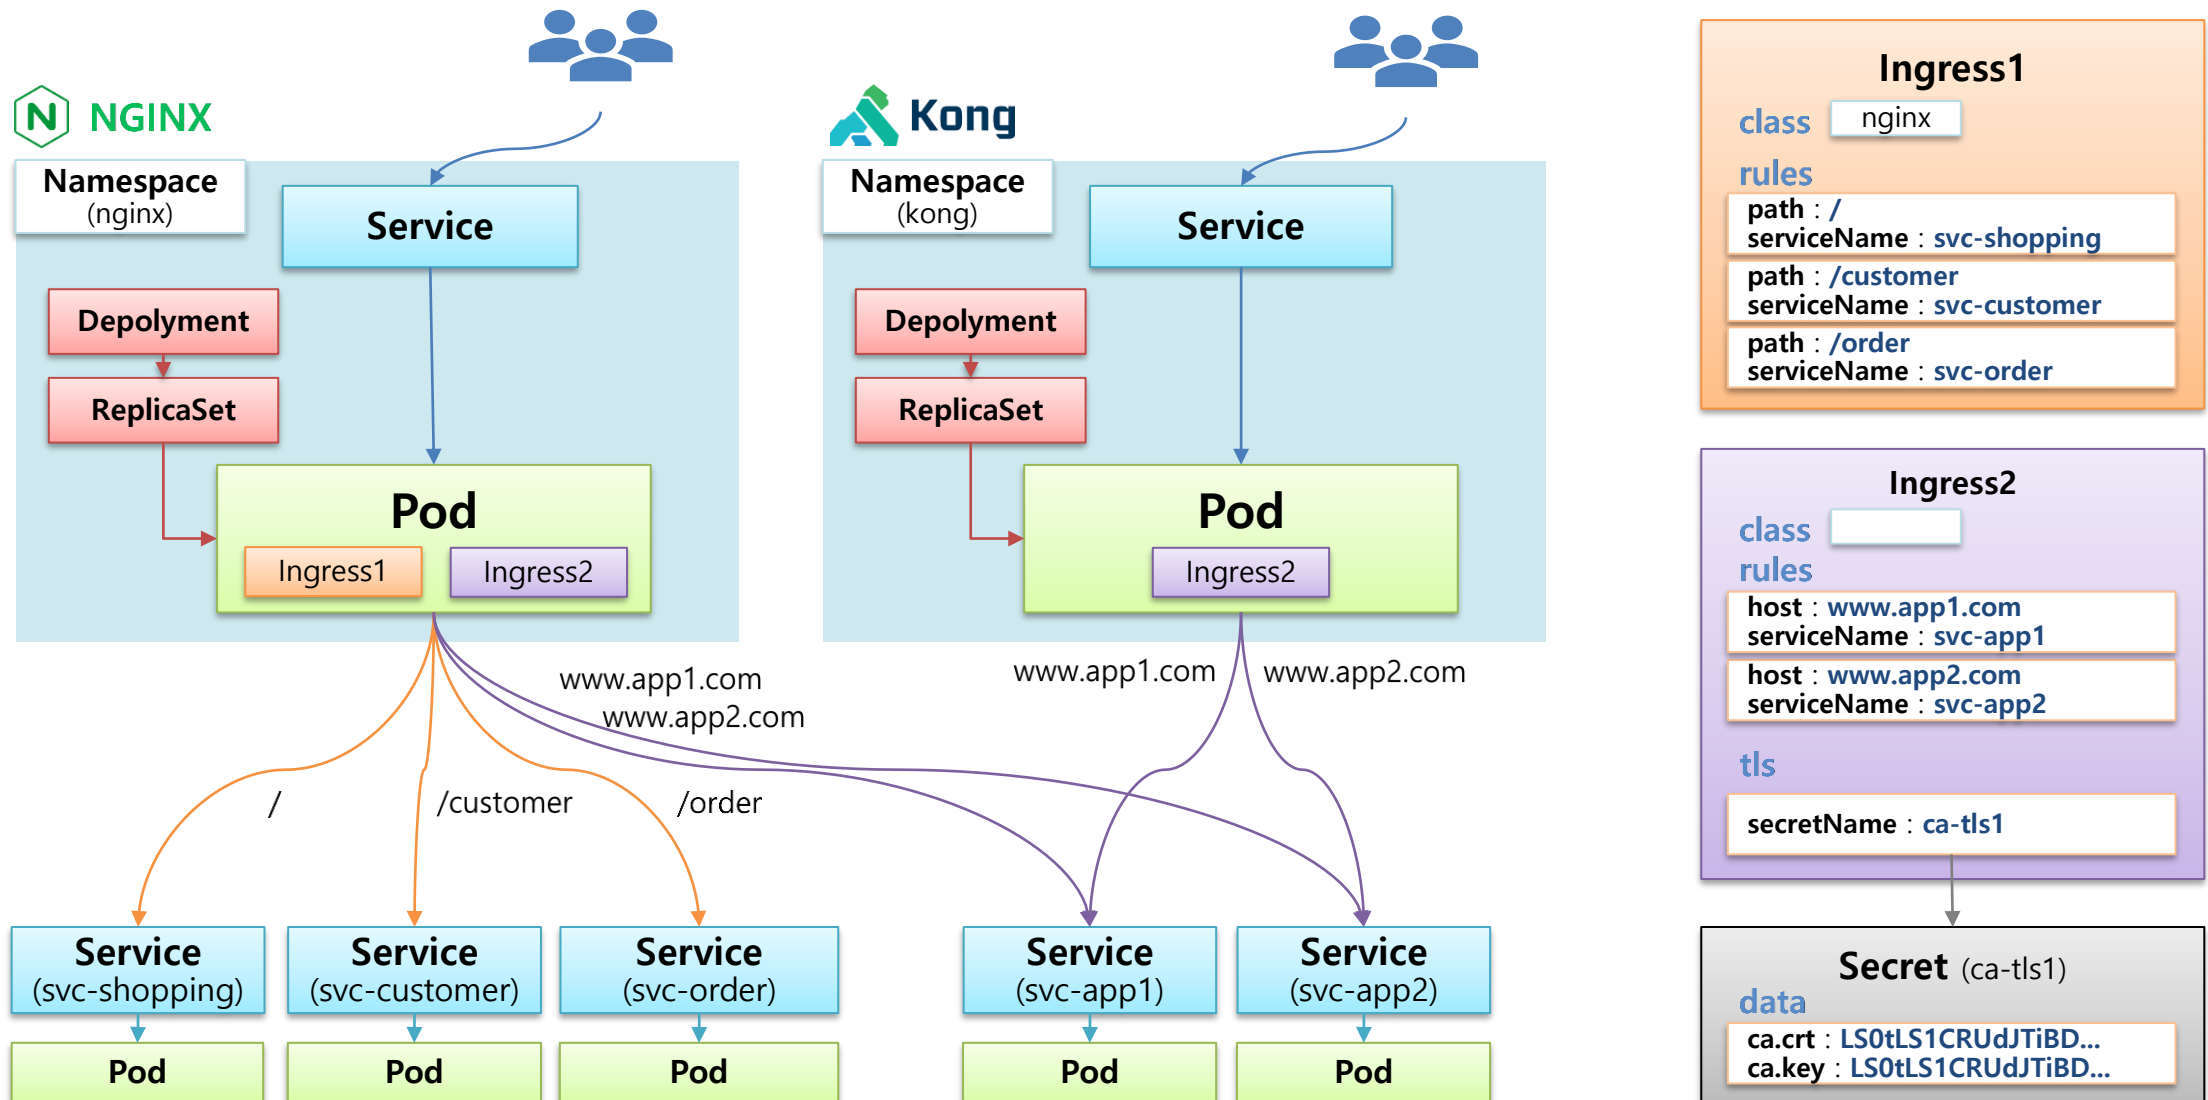 NGINX
Namespace
(nginx)
Service
Depolyment
ReplicaSet
Pod
Ingress1
Ingress2
Kong
Namespace
(kong)
Service
Depolyment
ReplicaSet
Pod
Ingress2
www.app1.com
www.app2.com
www.app1.com
www.app2.com
/
/customer
/order
Service
(svc-shopping)
Pod
Service
(svc-customer)
Pod
Service
(svc-order)
Pod
Service
(svc-app1)
Pod
Service
(svc-app2)
Pod
Ingress1
class nginx
rules
path : /
serviceName : svc-shopping
path : /customer
serviceName : svc-customer
path : /order
serviceName : svc-order
Ingress2
class
rules
host : www.app1.com
serviceName : svc-app1
host : www.app2.com
serviceName : svc-app2
tls
secretName : ca-tls1
Secret (ca-tls1)
data
ca.crt : LS0tLS1CRUdJTiBD...
ca.key : LS0tLS1CRUdJTiBD...